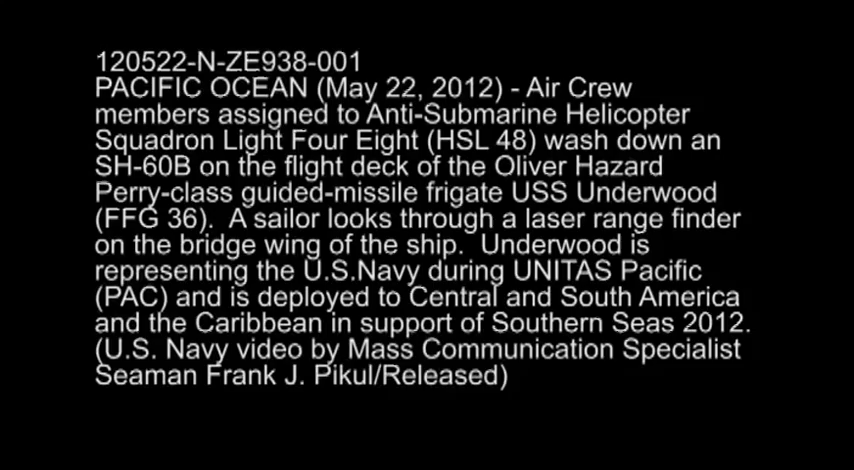 120522-N-ZE938-001
PACIFIC OCEAN (May 22, 2012) - Air Crew
members assigned to Anti-Submarine Helicopter
Squadron Light Four Eight (HSL 48) wash down an
SH-60B on the flight deck of the Oliver Hazard
Perry-class guided-missile frigate USS Underwood
(FFG 36).  A sailor looks through a laser range finder
on the bridge wing of the ship.  Underwood is
representing the U.S.Navy during UNITAS Pacific
(PAC) and is deployed to Central and South America
and the Caribbean in support of Southern Seas 2012.
(U.S. Navy video by Mass Communication Specialist
Seaman Frank J. Pikul/Released)